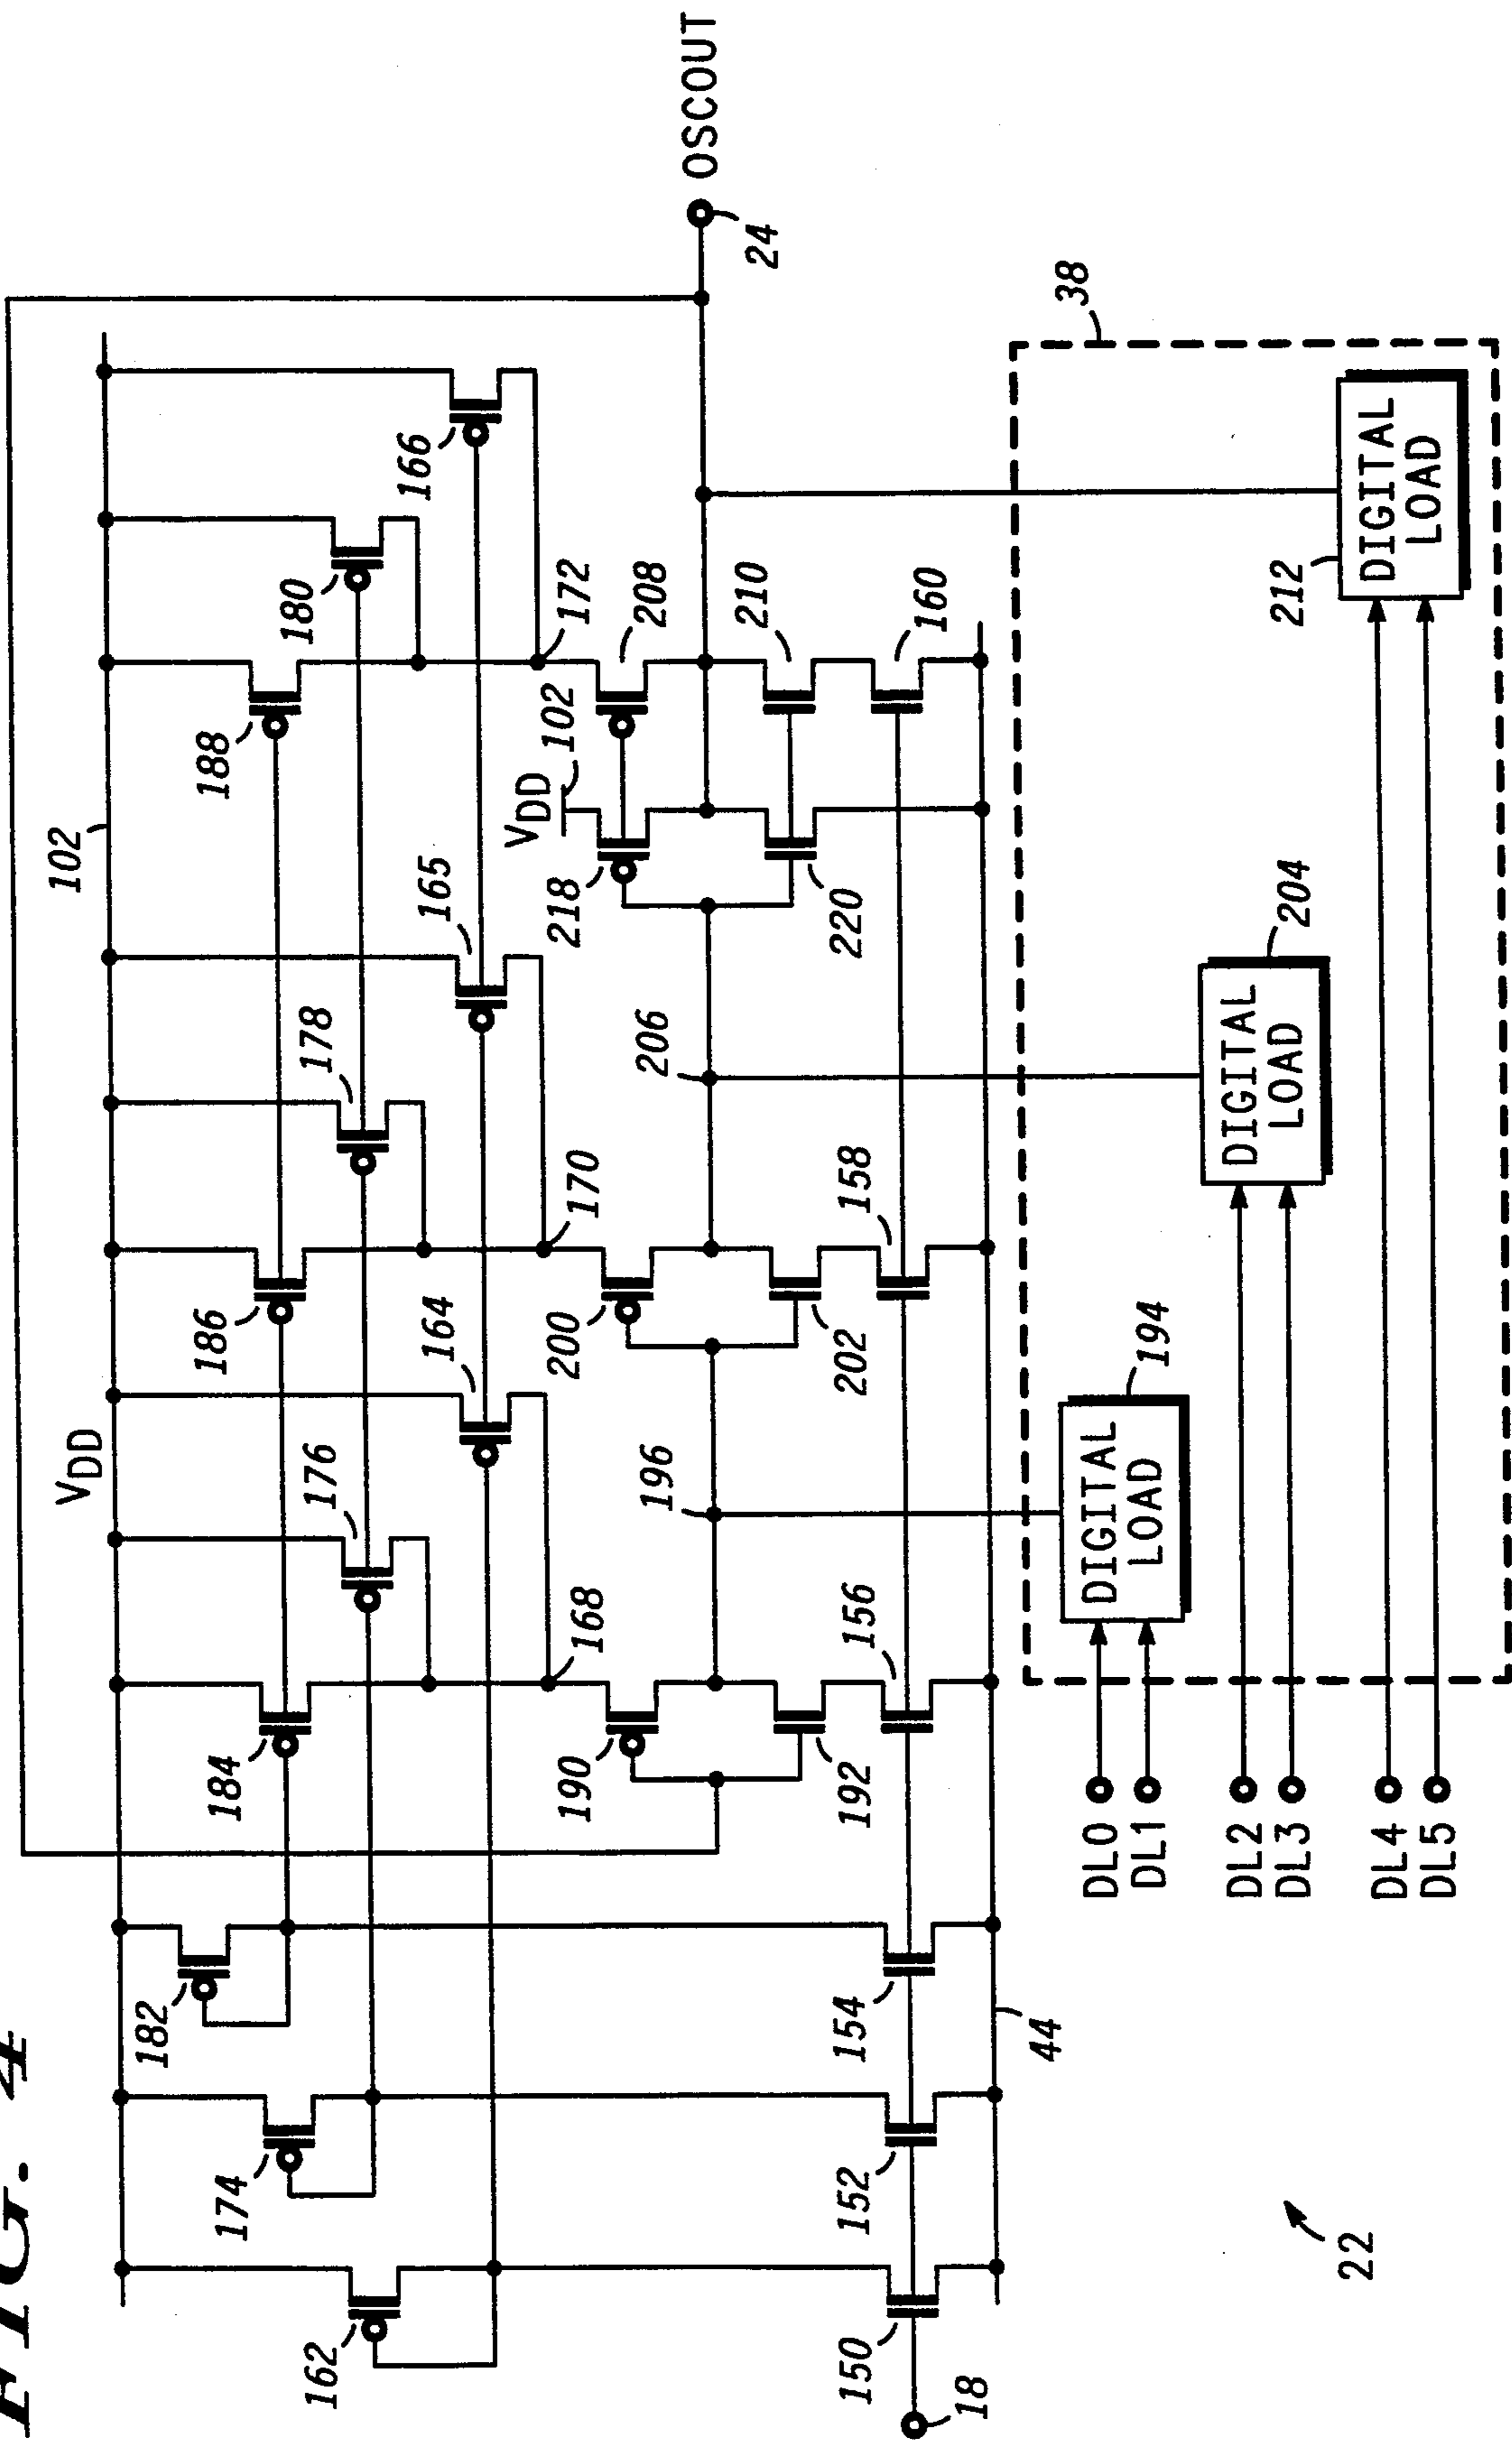 FIG. 4
102
VDD
182
184
186
188
174
176
178
180
162
164
165
166
168
170
172
VDD
102
190
200
218
208
196
206
24
OSCOUT
192
202
220
210
150
152
154
156
158
160
18
44
38
DL0
DL1
DIGITAL
LOAD
194
DL2
DL3
DIGITAL
LOAD
204
DL4
DL5
DIGITAL
LOAD
212
22